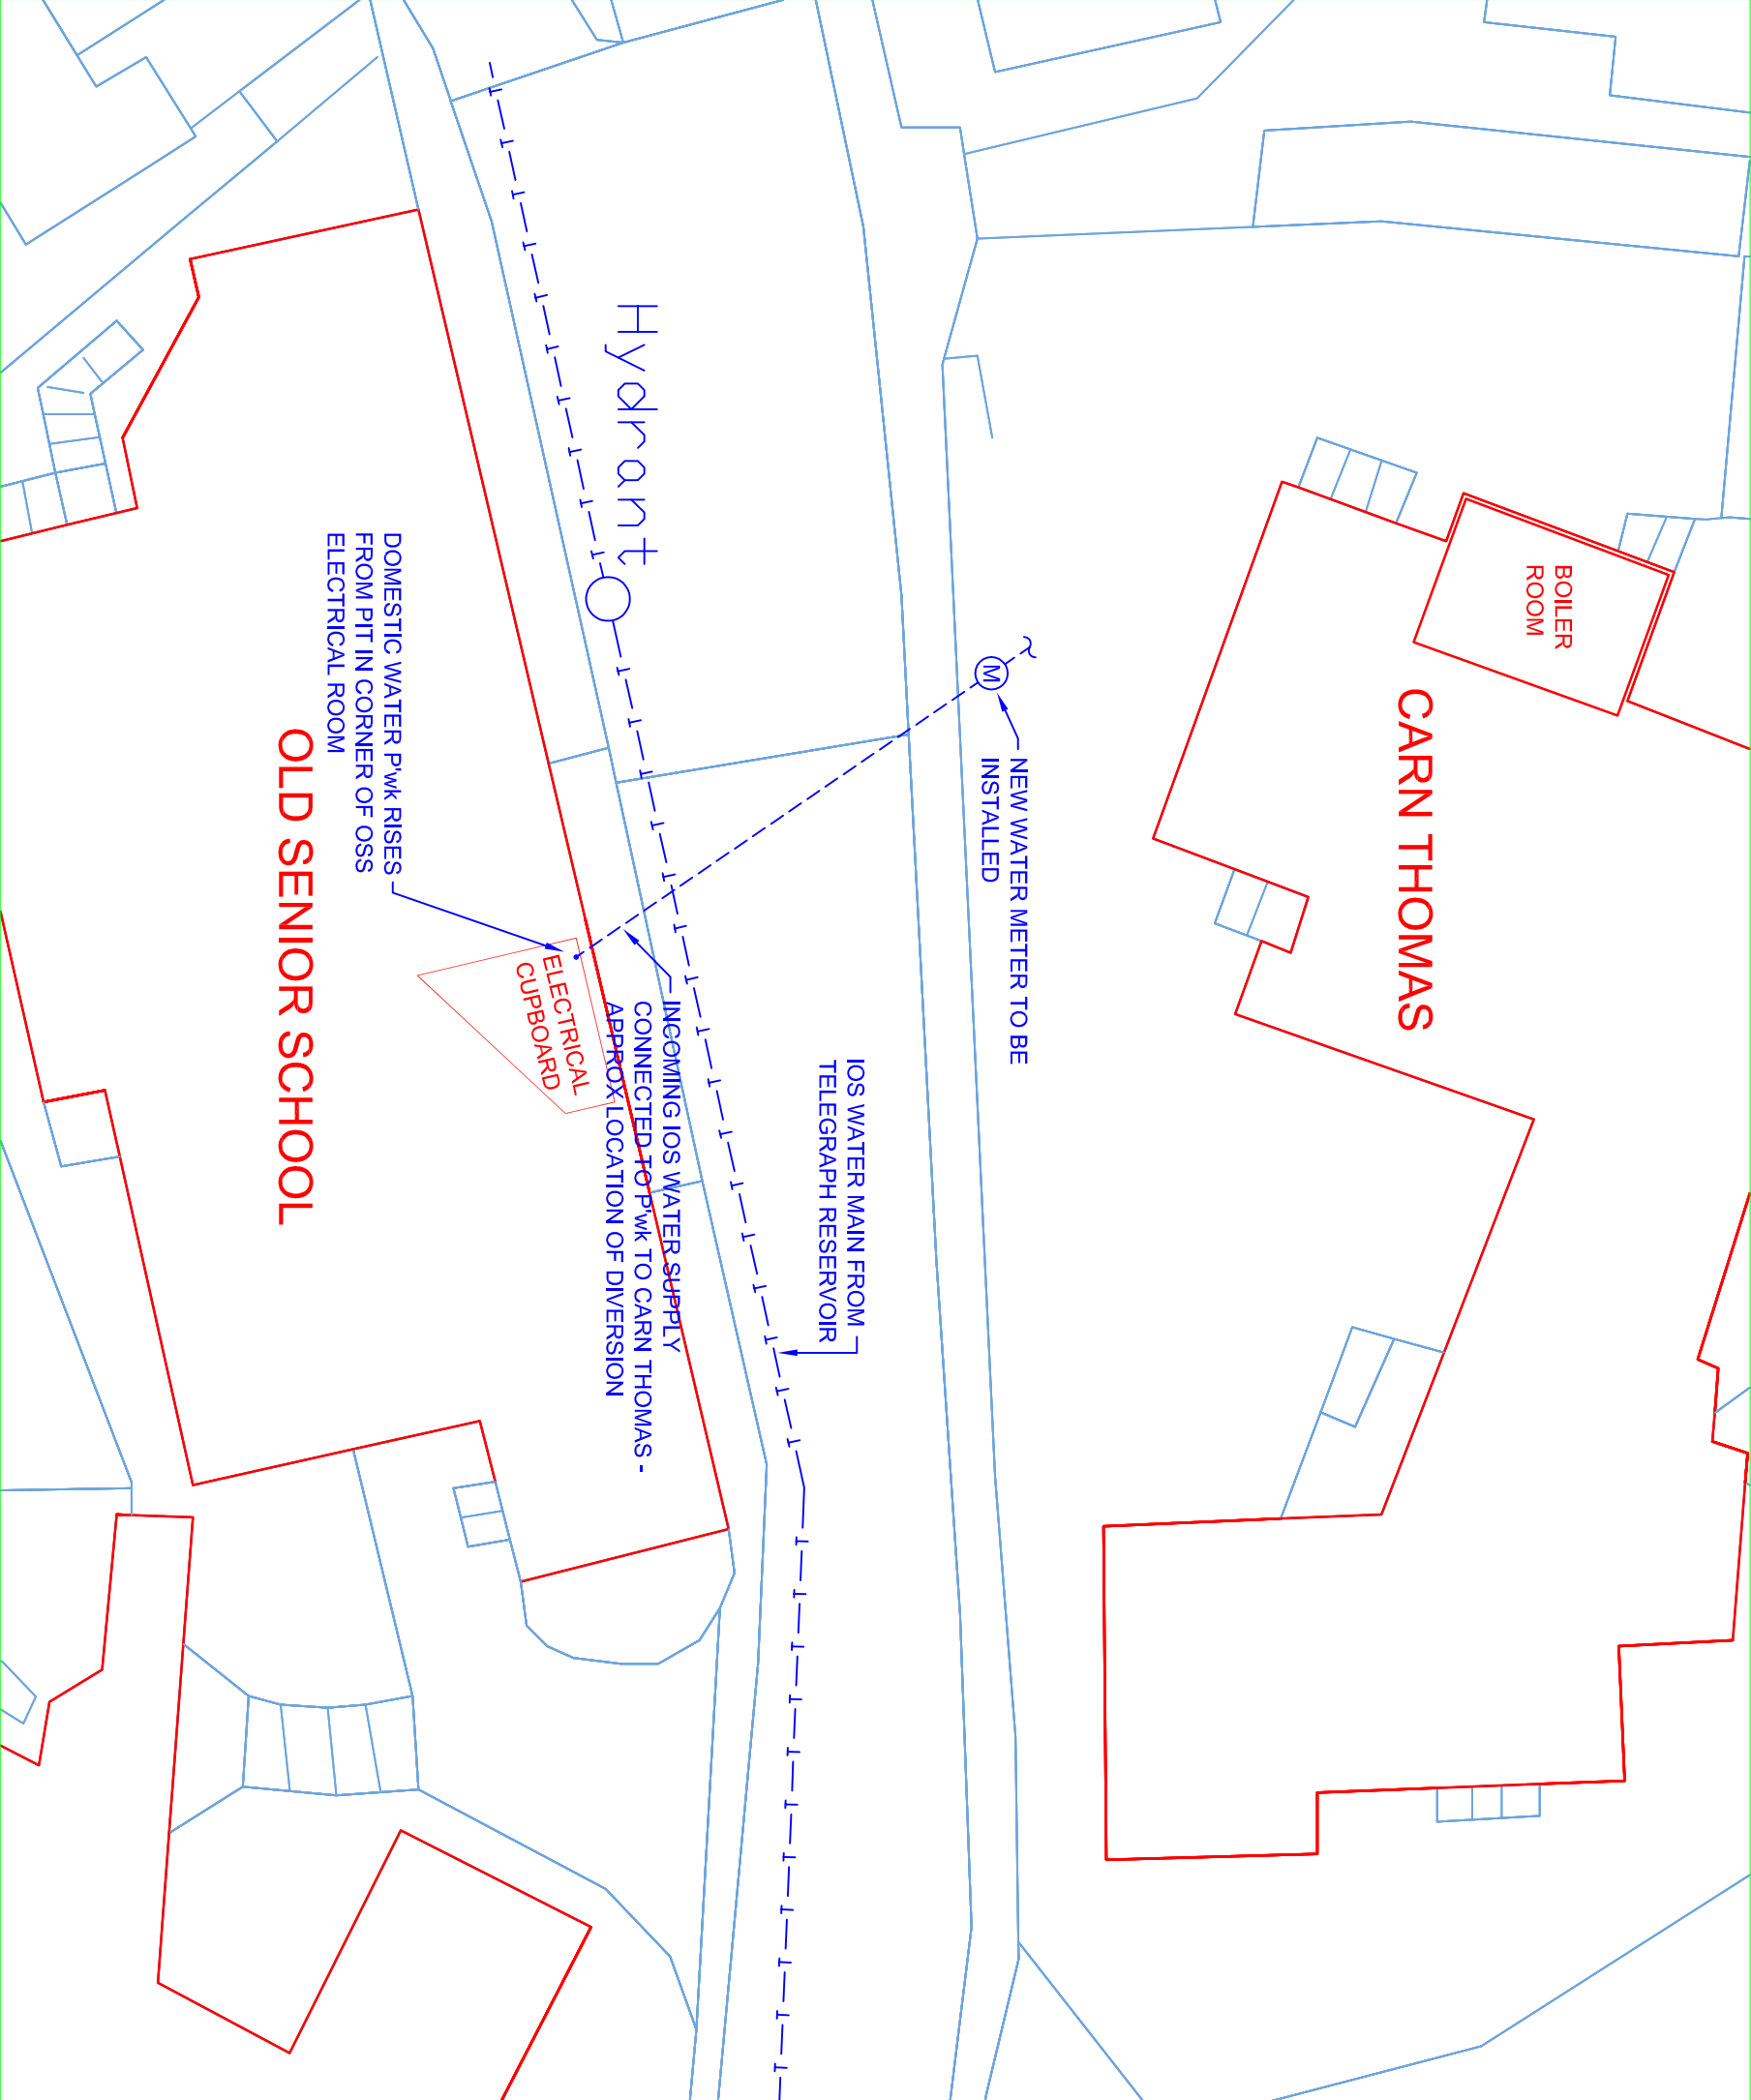 Hydrant
BOILER
ROOM
CARN THOMAS
NEW WATER METER TO BE
INSTALLED
IOS WATER MAIN FROM
TELEGRAPH RESERVOIR
INCOMING IOS WATER SUPPLY
CONNECTED TO P'wk TO CARN THOMAS -
APPROX LOCATION OF DIVERSION
ELECTRICAL
CUPBOARD
DOMESTIC WATER P'wk RISES
FROM PIT IN CORNER OF OSS
ELECTRICAL ROOM
OLD SENIOR SCHOOL
M